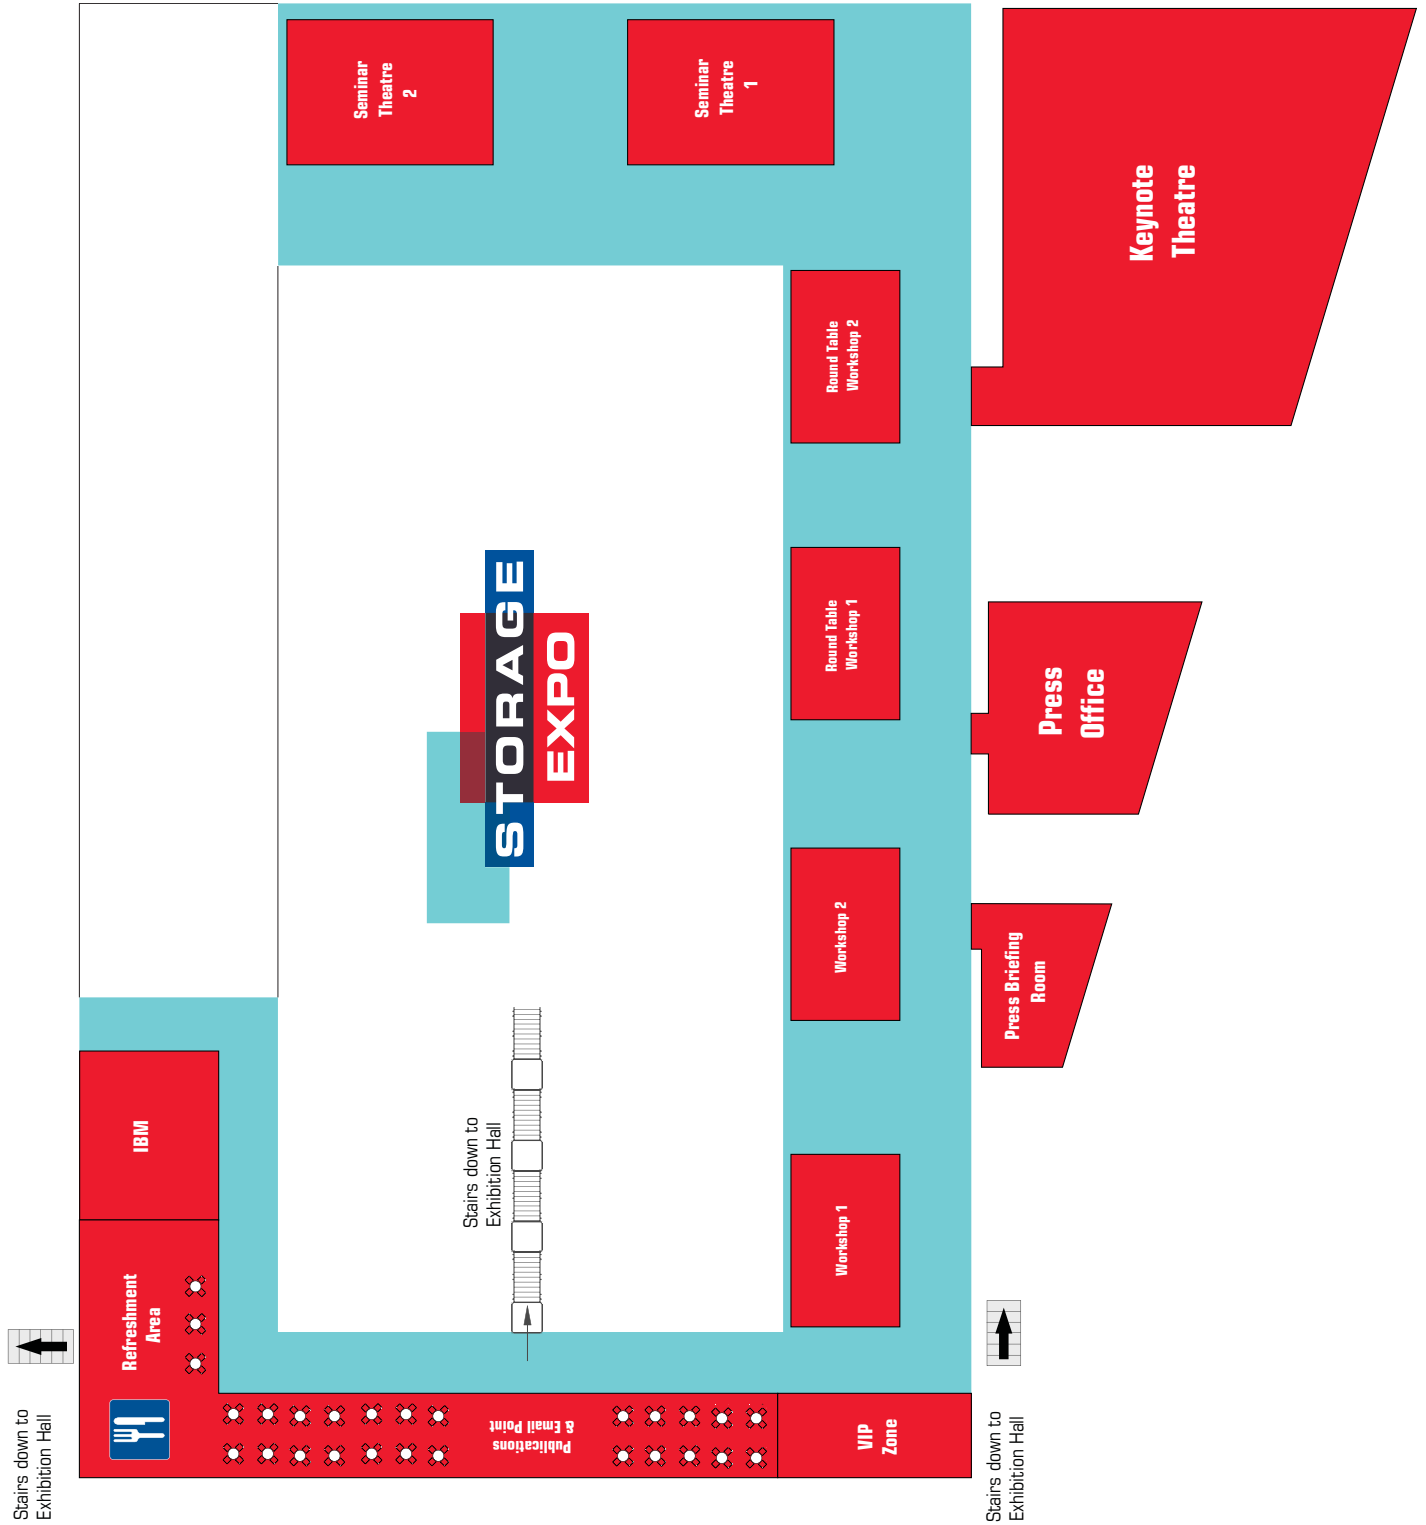 Seminar
Theatre
2
Seminar
Theatre
1
Keynote
Theatre
Round Table
Workshop 2
Round Table
Workshop 1
Press
Office
STORAGE
EXPO
Workshop 2
Press Briefing
Room
IBM
Stairs down to
Exhibition Hall
Workshop 1
Refreshment
Area
Publications
& Email Point
VIP
Zone
Stairs down to
Exhibition Hall
Stairs down to
Exhibition Hall